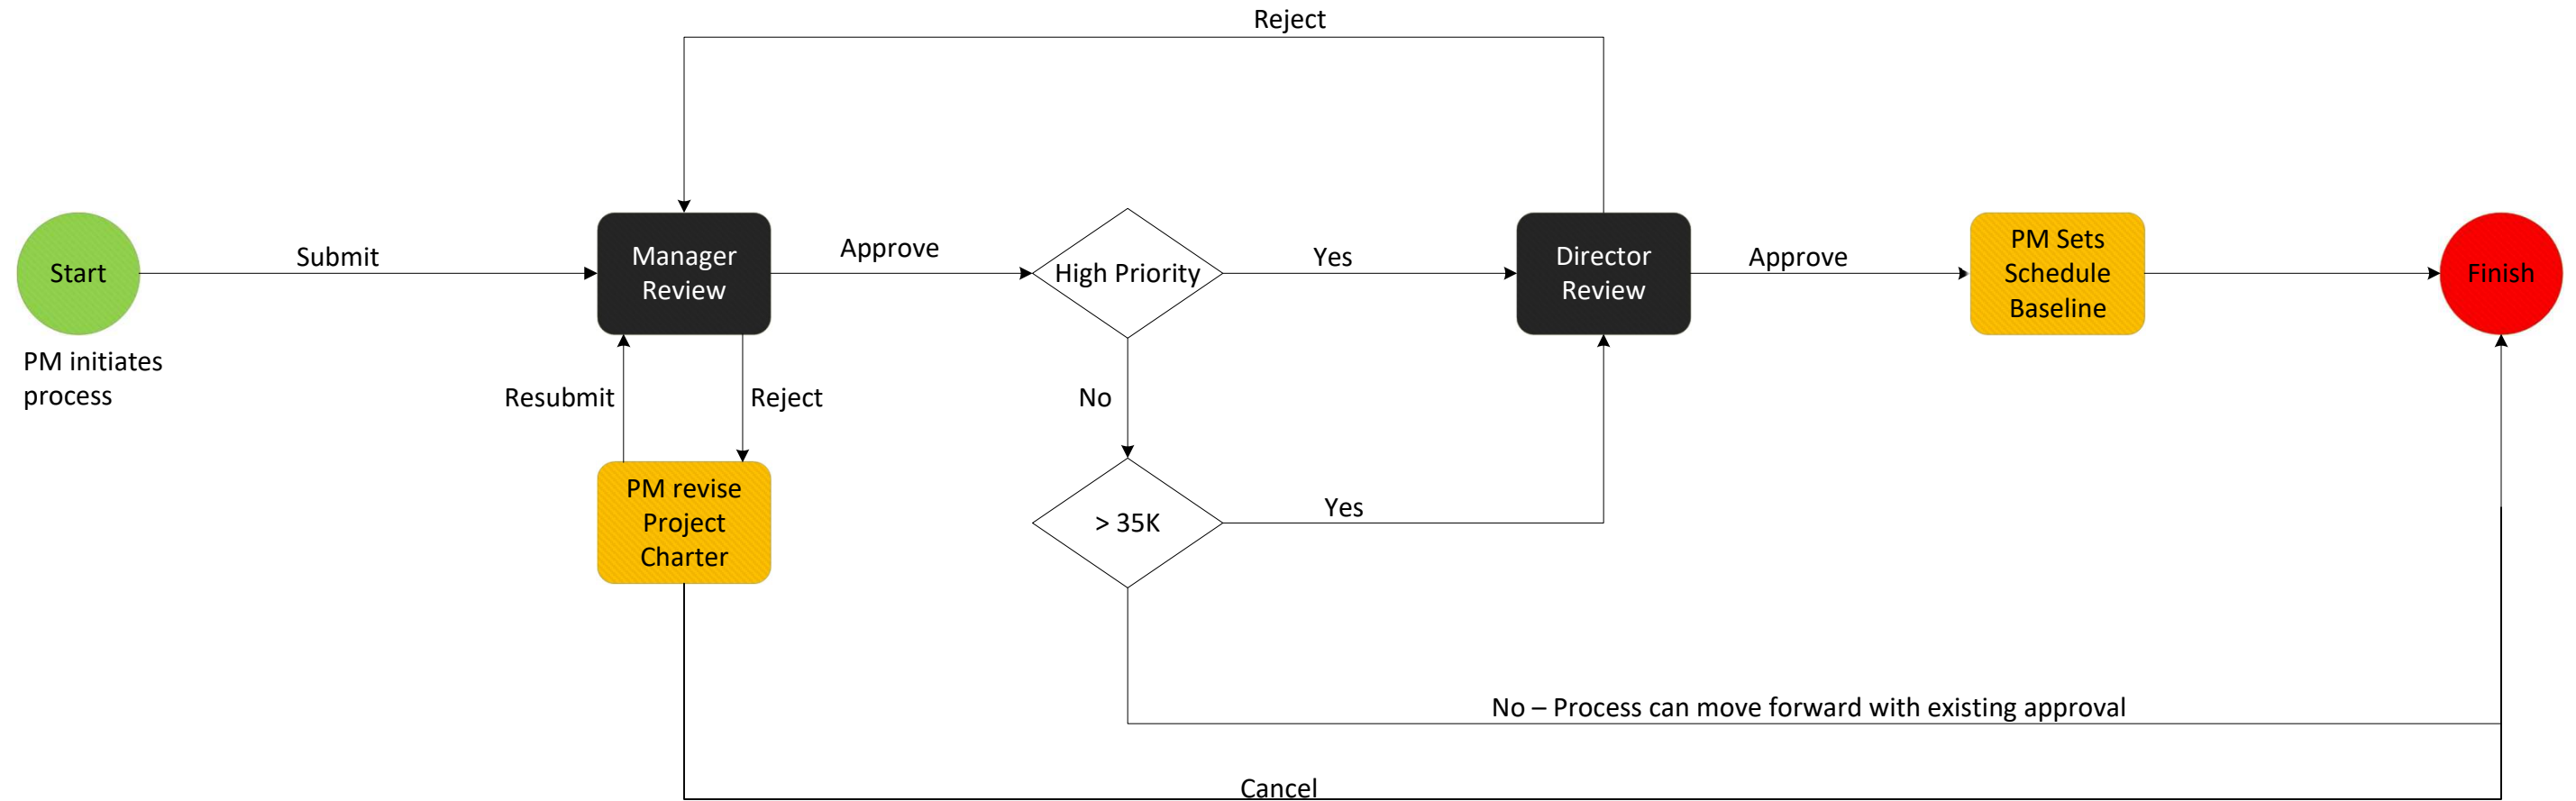 Reject
Start
PM initiates
process
Submit
Manager
Review
Approve
High Priority
Yes
Director
Review
Approve
PM Sets
Schedule
Baseline
Finish
Resubmit
Reject
No
PM revise
Project
Charter
> 35K
Yes
No – Process can move forward with existing approval
Cancel